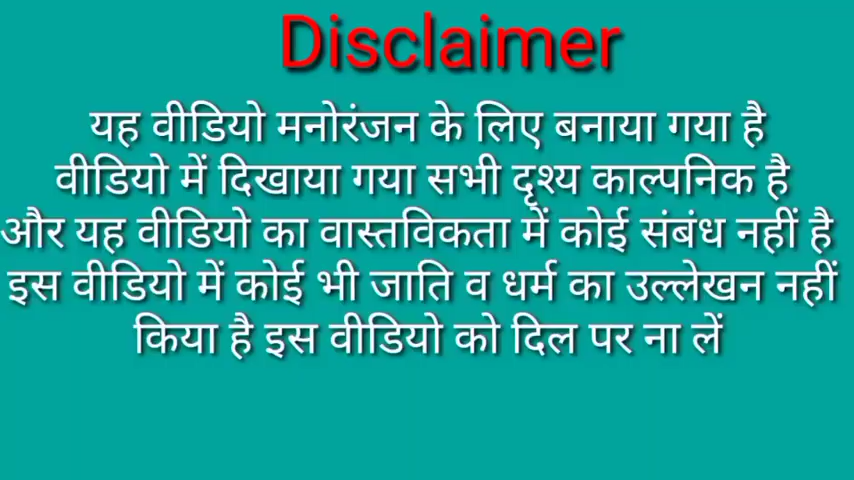 Disclaimer
यह वीडियो मनोरंजन के लिए बनाया गया है
वीडियो में दिखाया गया सभी दृश्य काल्पनिक है
और यह वीडियो का वास्तविकता में कोई संबंध नहीं है
इस वीडियो में कोई भी जाति व धर्म का उल्लेखन नहीं
किया है इस वीडियो को दिल पर ना लें